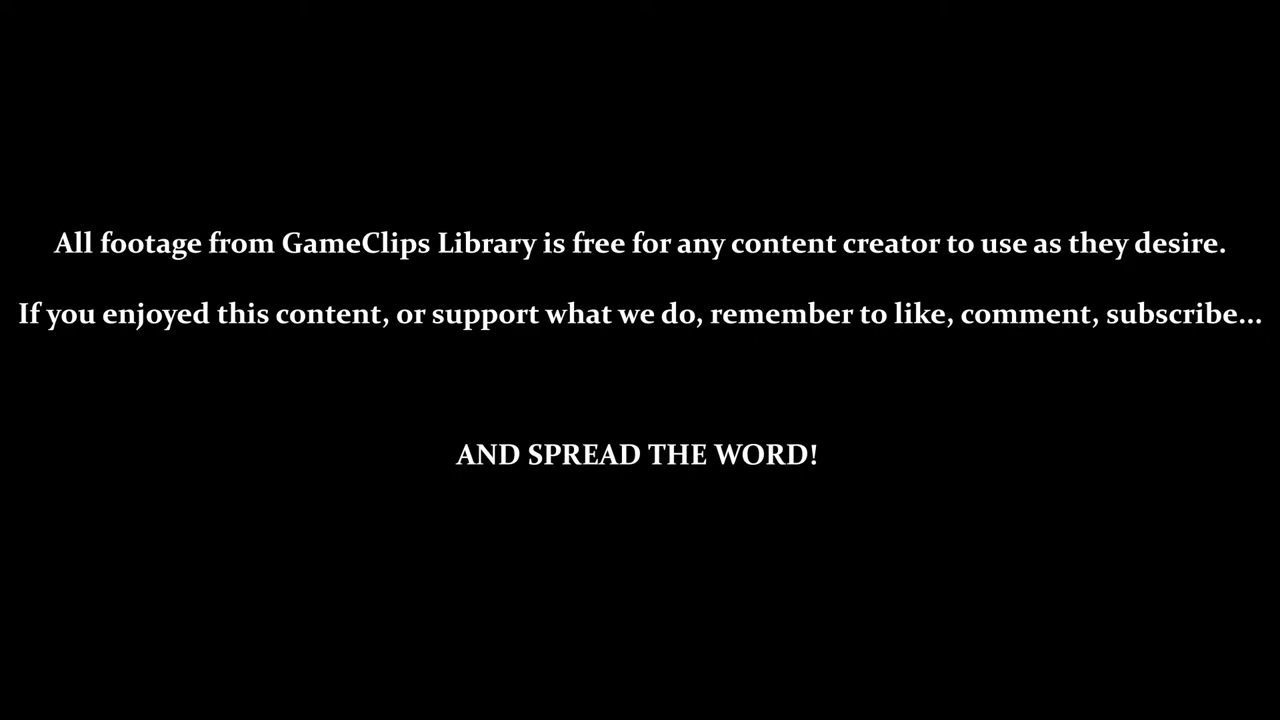 All footage from GameClips Library is free for any content creator to use as they desire.
If you enjoyed this content, or support what we do, remember to like, comment, subscribe...
AND SPREAD THE WORD!